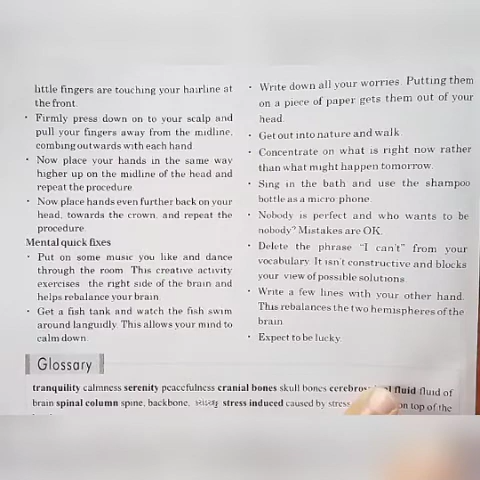 little fingers are touching your hairline at
the front.
• Firmly press down on to your scalp and
pull your fingers away from the midline,
combing outwards with each hand
• Now place your hands in the same way
higher up on the midline of the head and
repeat the procedure
• Now place hands even further back on your
head, towards the crown, and repeat the
procedure.
Mental quick fixes
• Put on some music you like and dance
through the room This creative activity
exercises the right side of the brain and
helps rebalance your brain
• Get a fish tank and watch the fish swim
around languidly This allows your mind to
calm down
• Write down all your worries. Putting them
on a piece of paper gets them out of your
head.
• Get out into nature and walk
• Concentrate on what is right now rather
than what might happen tomorrow.
• Sing in the bath and use the shampoo
bottle as a micro phone
• Nobody is perfect and who wants to be
nobody? Mistakes are OK.
• Delete the phrase "I can't" from your
vocabulary It isn't constructive and blocks
your view of possible solutions
• Write a few lines with your other hand.
This rebalances the two hemispheres of the
brain
• Expect to be lucky.
Glossary
tranquility calmness serenity peacefulness cranial bones skull bones fluid fluid of
brain spinal column spine, backbone, stress induced caused by stress on top of the